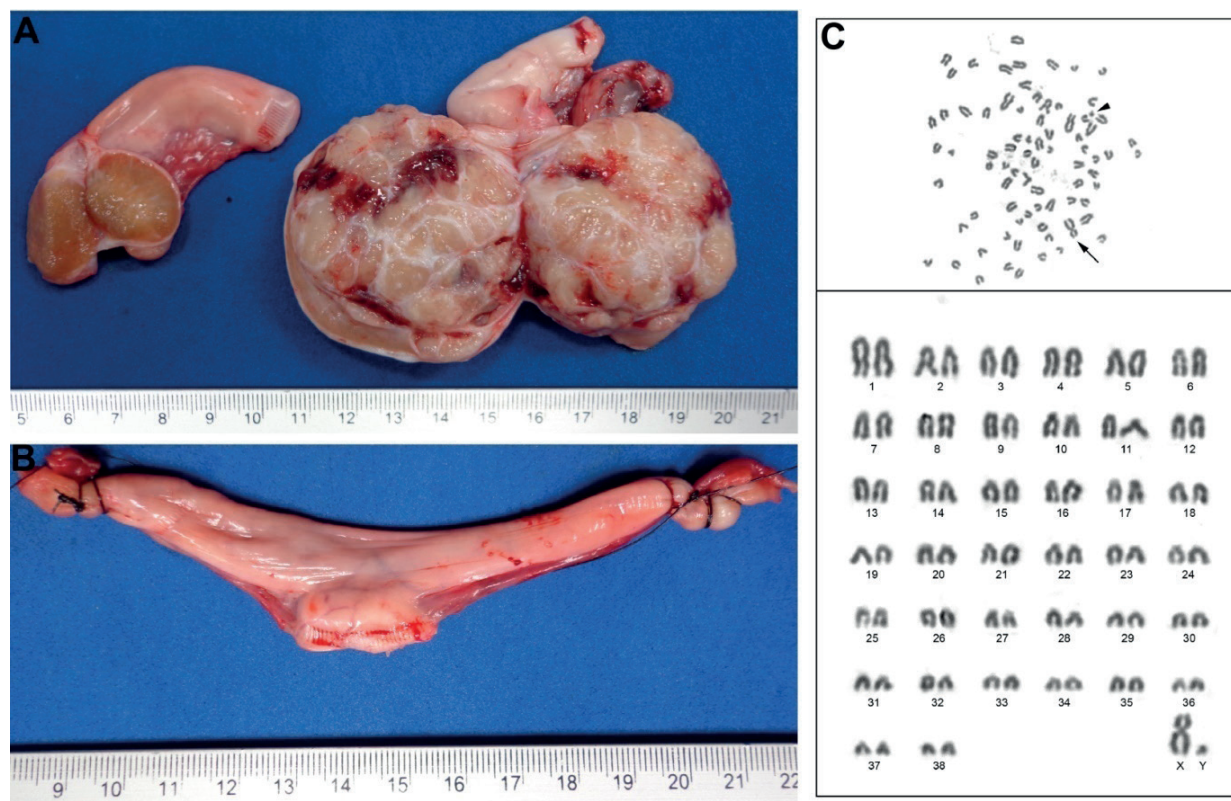 A
5 6 7 8 9 10 11 12 13 14 15 16 17 18 19 20 21
B
9 10 11 12 13 14 15 16 17 18 19 20 21 22
C
1 2 3 4 5 6
7 8 9 10 11 12
13 14 15 16 17 18
19 20 21 22 23 24
25 26 27 28 29 30
31 32 33 34 35 36
37 38 X Y